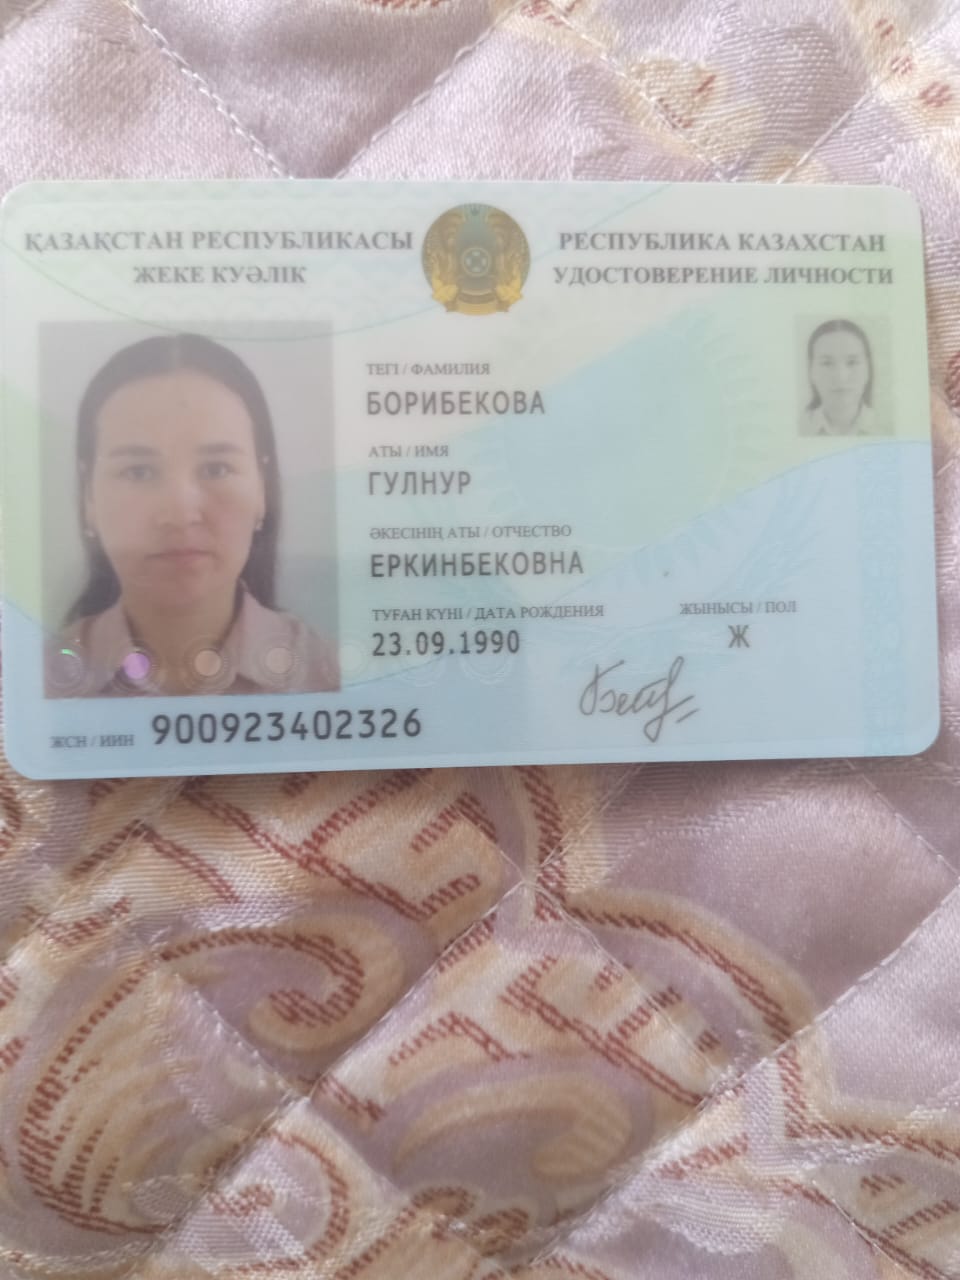 ҚАЗАҚСТАН РЕСПУБЛИКАСЫ
ЖЕКЕ КУӘЛІК
РЕСПУБЛИКА КАЗАХСТАН
УДОСТОВЕРЕНИЕ ЛИЧНОСТИ
ТЕГІ / ФАМИЛИЯ
БОРИБЕКОВА
АТЫ / ИМЯ
ГУЛНУР
ӘКЕСІНІҢ АТЫ / ОТЧЕСТВО
ЕРКИНБЕКОВНА
ТУҒАН КҮНІ / ДАТА РОЖДЕНИЯ
23.09.1990
ЖЫНЫСЫ / ПОЛ
Ж
ЖСН / ИИН 900923402326